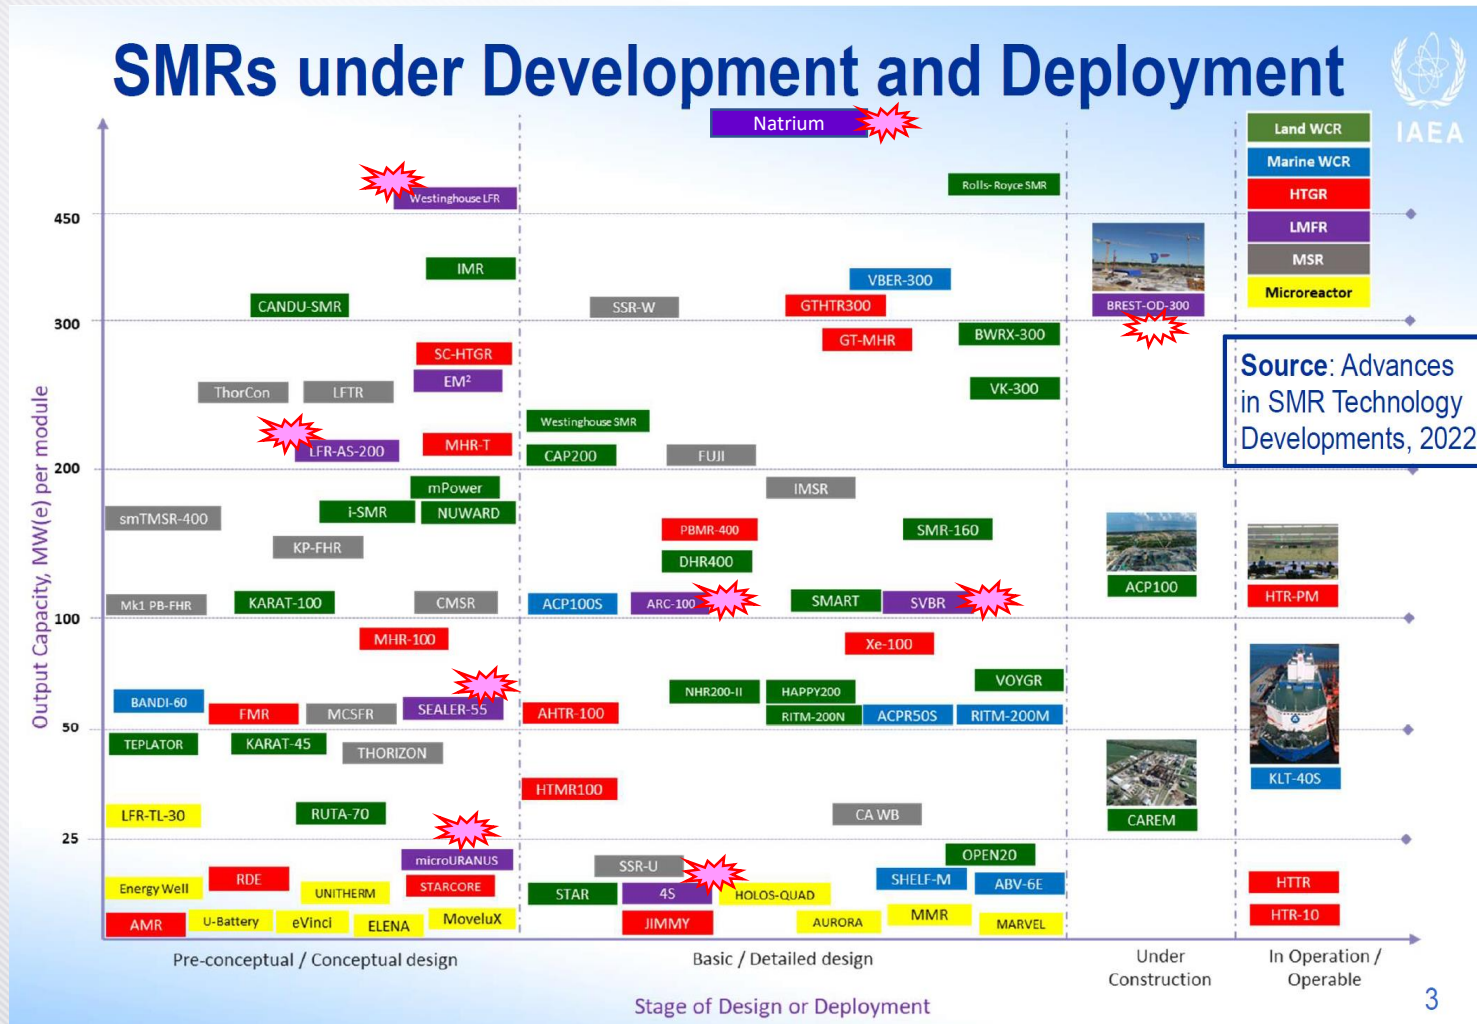 SMRs under Development and Deployment
IAEA
Natrium
Land WCR
Marine WCR
HTGR
LMFR
MSR
Microreactor
Source: Advances
in SMR Technology
Developments, 2022
Output Capacity, MW(e) per module
450
300
200
100
50
25
Westinghouse LFR
Rolls-Royce SMR
IMR
VBER-300
CANDU-SMR
SSR-W
GTHTR300
BREST-OD-300
GT-MHR
BWRX-300
SC-HTGR
EM²
ThorCon
LFTR
VK-300
Westinghouse SMR
LFR-AS-200
MHR-T
CAP200
FUJI
mPower
IMSR
smTMSR-400
i-SMR
NUWARD
PBMR-400
SMR-160
KP-FHR
DHR400
ACP100
HTR-PM
Mk1 PB-FHR
KARAT-100
CMSR
ACP100S
ARC-100
SMART
SVBR
MHR-100
Xe-100
BANDI-60
FMR
MCSFR
SEALER-55
AHTR-100
NHR200-II
HAPPY200
VOYGR
RITM-200N
ACPR50S
RITM-200M
TEPLATOR
KARAT-45
THORIZON
KLT-40S
HTMR100
LFR-TL-30
RUTA-70
CA WB
CAREM
microURANUS
SSR-U
OPEN20
Energy Well
RDE
UNITHERM
STARCORE
STAR
4S
HOLOS-QUAD
SHELF-M
ABV-6E
HTTR
AMR
U-Battery
eVinci
ELENA
MoveluX
JIMMY
AURORA
MMR
MARVEL
HTR-10
Pre-conceptual / Conceptual design
Basic / Detailed design
Under
Construction
In Operation /
Operable
Stage of Design or Deployment
3